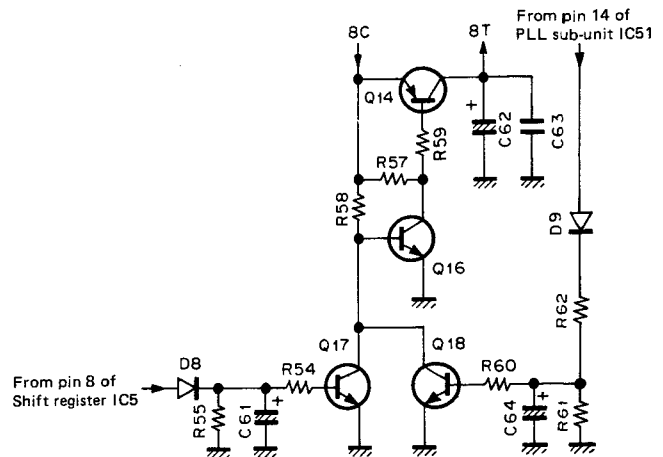 From pin 14 of
PLL sub-unit IC51
8C
8T
Q14
+
C62
C63
R59
R57
R58
D9
Q16
R62
Q17
Q18
D8
R54
R60
From pin 8 of
Shift register IC5
R55
C61
+
C64
+
R61